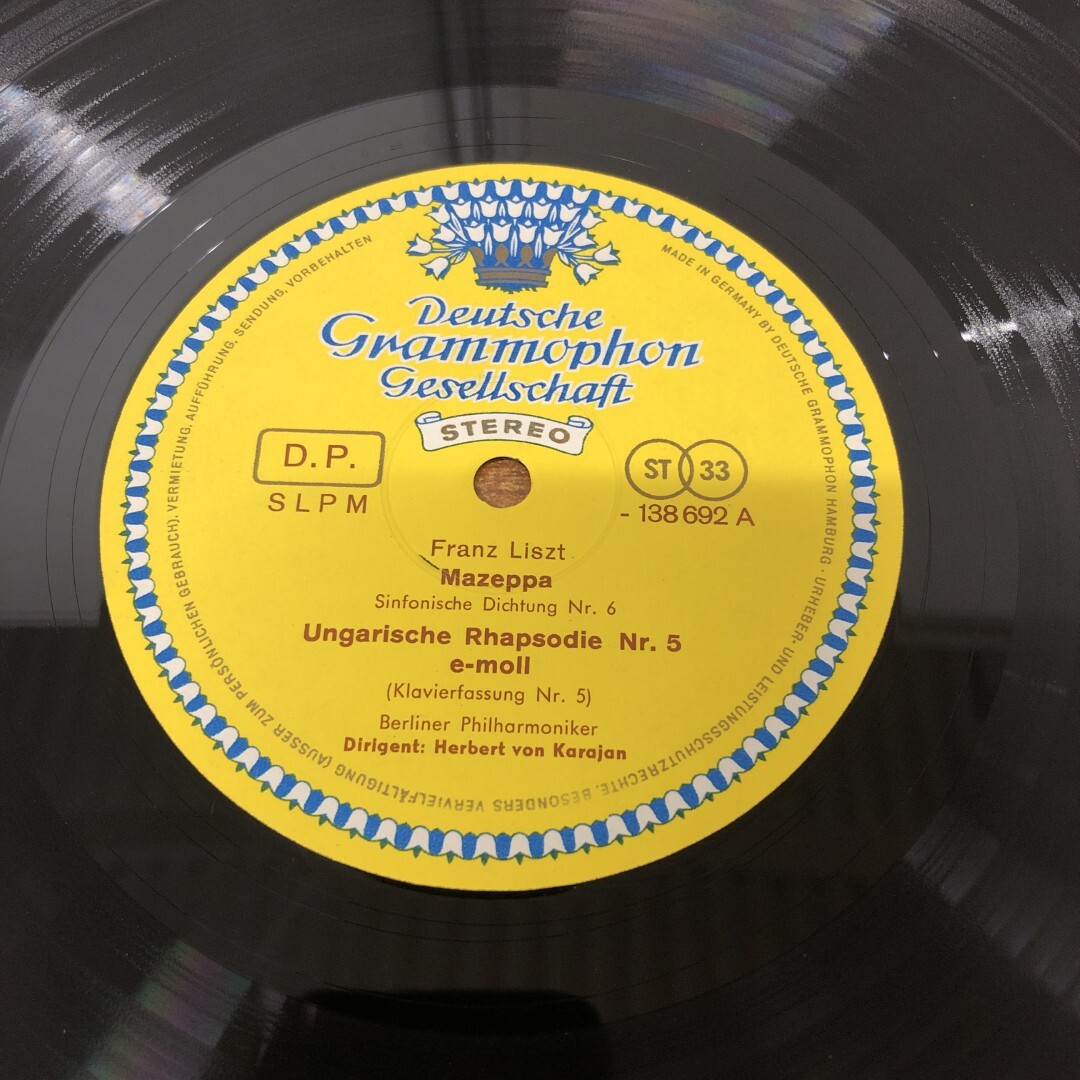 Deutsche
Grammophon
Gesellschaft
STEREO
D.P.
SLPM
ST 33
- 138 692 A
Franz Liszt
Mazeppa
Sinfonische Dichtung Nr. 6
Ungarische Rhapsodie Nr. 5
e-moll
(Klavierfassung Nr. 5)
Berliner Philharmoniker
Dirigent: Herbert von Karajan
MADE IN GERMANY BY DEUTSCHE GRAMMOPHON HAMBURG · URHEBER- UND LEISTUNGSSCHUTZRECHTE, BESONDERS VERVIELFÄLTIGUNG (AUSSER ZUM PERSÖNLICHEN GEBRAUCH), VERMIETUNG, AUFFÜHRUNG, SENDUNG, VORBEHALTEN